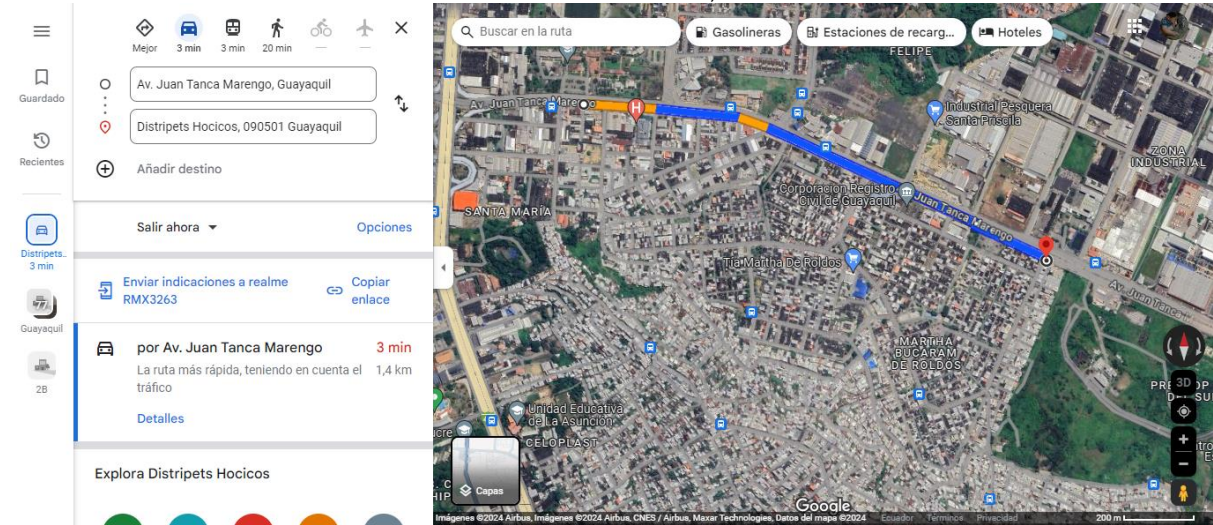 Mejor
3 min
3 min
20 min
—
—
Guardado
Recientes
Distripets..
3 min
Guayaquil
2B
Av. Juan Tanca Marengo, Guayaquil
Distripets Hocicos, 090501 Guayaquil
Añadir destino
Salir ahora
Opciones
Enviar indicaciones a realme
RMX3263
Copiar
enlace
por Av. Juan Tanca Marengo
3 min
La ruta más rápida, teniendo en cuenta el
1,4 km
tráfico
Detalles
Explora Distripets Hocicos
Buscar en la ruta
Gasolineras
Estaciones de recarg...
Hoteles
FELIPE
Av. Juan Tanca Marengo
H
Industrial Pesquera
Santa Priscila
ZONA
INDUSTRIAL
Corporacion Registro
Civil de Guayaquil
Juan Tanca Marengo
SANTA MARÍA
Tia Martha De Roldos
Av. Juan Tanca
MARTHA
BUCARAM
DE ROLDÓS
3D
Unidad Educativa
de La Asunción
CELOPLAST
Capas
Google
Imágenes ©2024 Airbus, Imágenes ©2024 Airbus, CNES / Airbus, Maxar Technologies, Datos del mapa ©2024
Ecuador
Términos
Privacidad
200 m